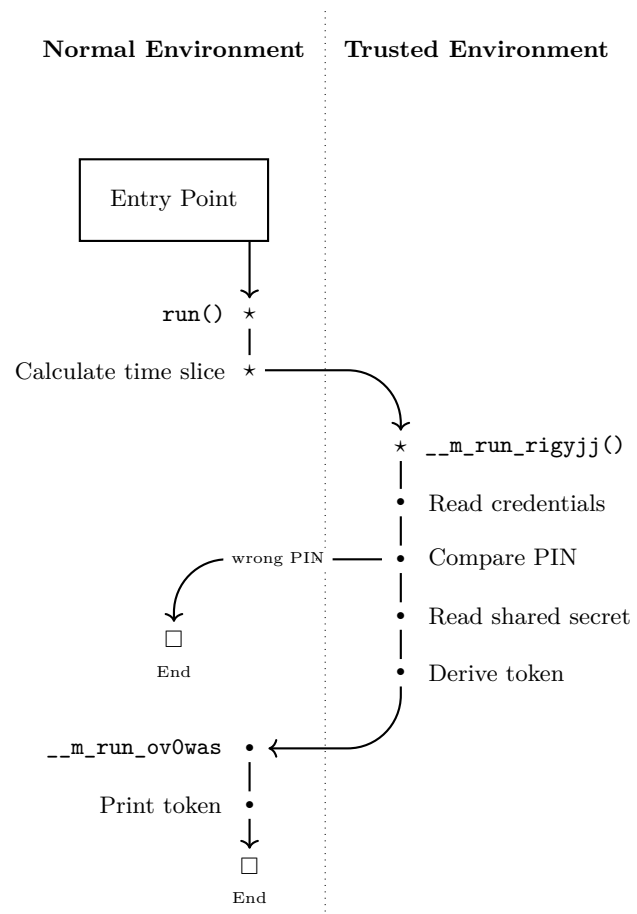 Normal Environment
Trusted Environment
Entry Point
run()
Calculate time slice
__m_run_rigyjj()
Read credentials
wrong PIN
Compare PIN
Read shared secret
End
Derive token
__m_run_ov0was
Print token
End